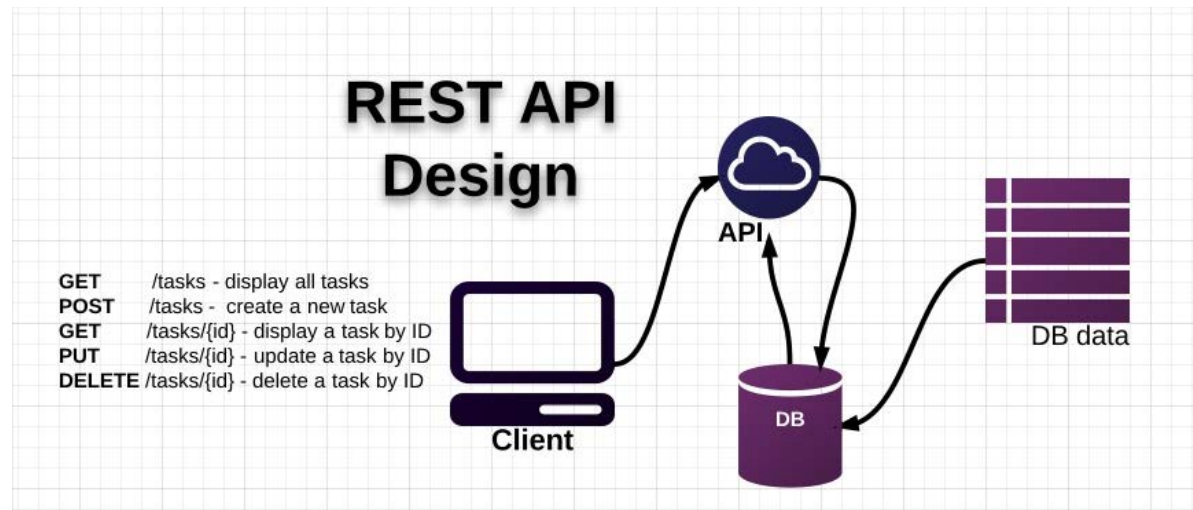 REST API
Design
API
GET /tasks - display all tasks
POST /tasks - create a new task
GET /tasks/{id} - display a task by ID
PUT /tasks/{id} - update a task by ID
DELETE /tasks/{id} - delete a task by ID
Client
DB
DB data